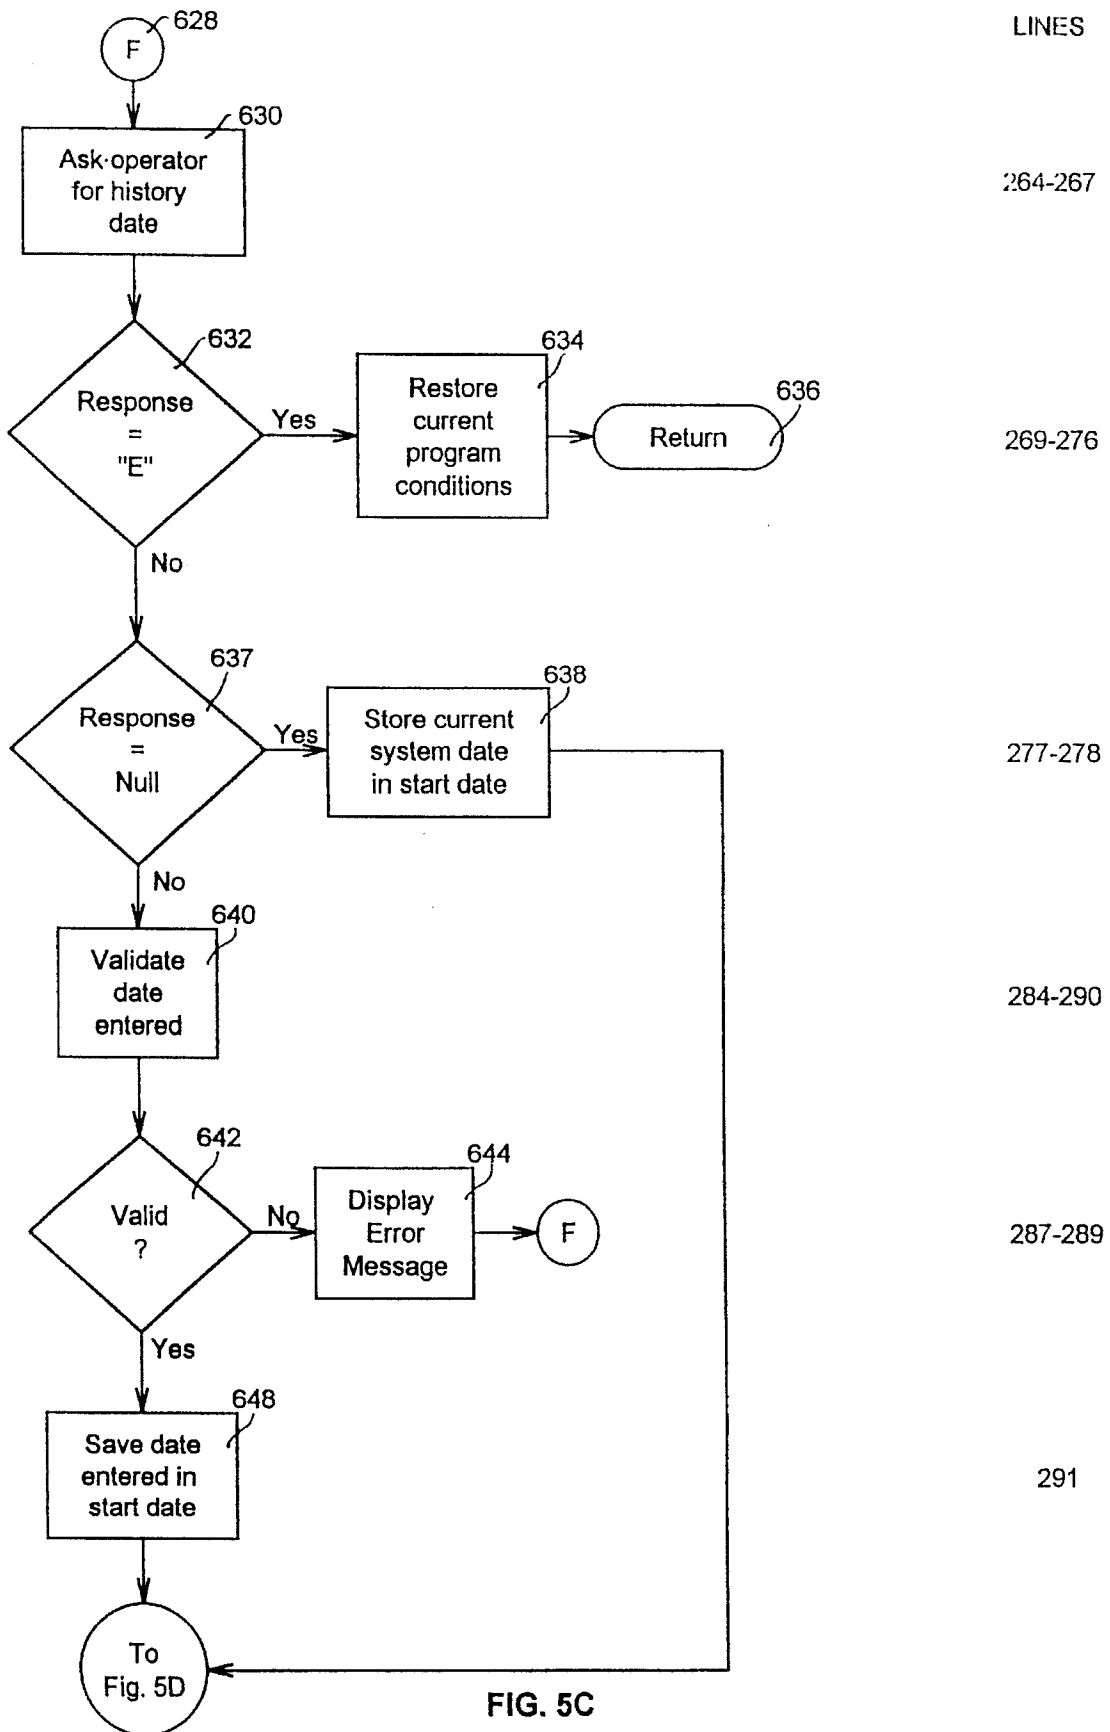 628
LINES
F
630
Ask operator
for history
date
264-267
632
Response
=
"E"
Yes
634
Restore
current
program
conditions
636
Return
269-276
No
637
Response
=
Null
Yes
638
Store current
system date
in start date
277-278
No
640
Validate
date
entered
284-290
642
Valid
?
No
644
Display
Error
Message
F
287-289
Yes
648
Save date
entered in
start date
291
To
Fig. 5D
FIG. 5C